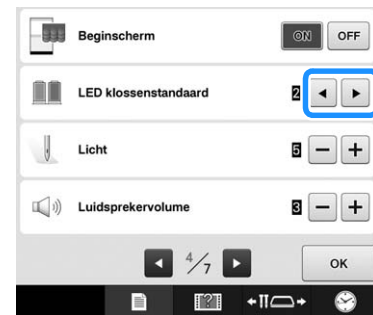 Beginscherm ON OFF
LED klossenstandaard 2
Licht 5 − +
Luidsprekervolume 3 − +
4/7 OK
?